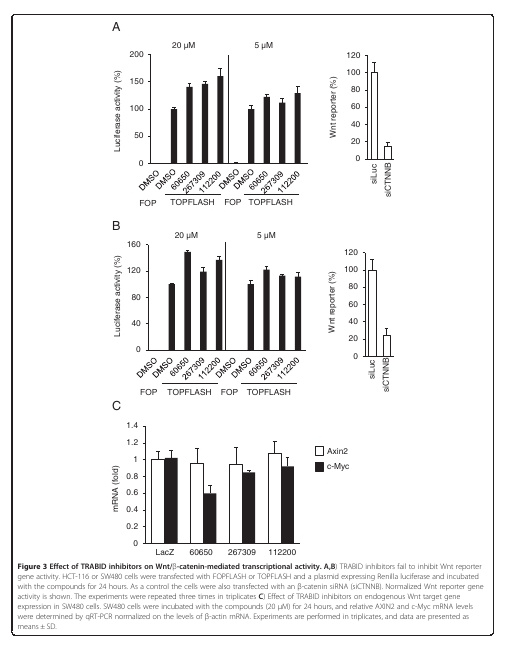 A
20 µM
5 µM
Luciferase activity (%)
200
150
100
50
0
DMSO
DMSO
60650
267309
112200
DMSO
DMSO
60650
267309
112200
FOP
TOPFLASH
FOP
TOPFLASH
Wnt reporter (%)
120
100
80
60
40
20
0
siLuc
siCTNNB
B
20 µM
5 µM
Luciferase activity (%)
160
120
80
40
0
DMSO
DMSO
60650
267309
112200
DMSO
DMSO
60650
267309
112200
FOP
TOPFLASH
FOP
TOPFLASH
Wnt reporter (%)
120
100
80
60
40
20
0
siLuc
siCTNNB
C
mRNA (fold)
1.4
1.2
1
0.8
0.6
0.4
0.2
0
LacZ
60650
267309
112200
Axin2
c-Myc
Figure 3 Effect of TRABID inhibitors on Wnt/β-catenin-mediated transcriptional activity. A,B) TRABID inhibitors fail to inhibit Wnt reporter
gene activity. HCT-116 or SW480 cells were transfected with FOPFLASH or TOPFLASH and a plasmid expressing Renilla luciferase and incubated
with the compounds for 24 hours. As a control the cells were also transfected with an β-catenin siRNA (siCTNNB). Normalized Wnt reporter gene
activity is shown. The experiments were repeated three times in triplicates C) Effect of TRABID inhibitors on endogenous Wnt target gene
expression in SW480 cells. SW480 cells were incubated with the compounds (20 µM) for 24 hours, and relative AXIN2 and c-Myc mRNA levels
were determined by qRT-PCR normalized on the levels of β-actin mRNA. Experiments are performed in triplicates, and data are presented as
means ± SD.